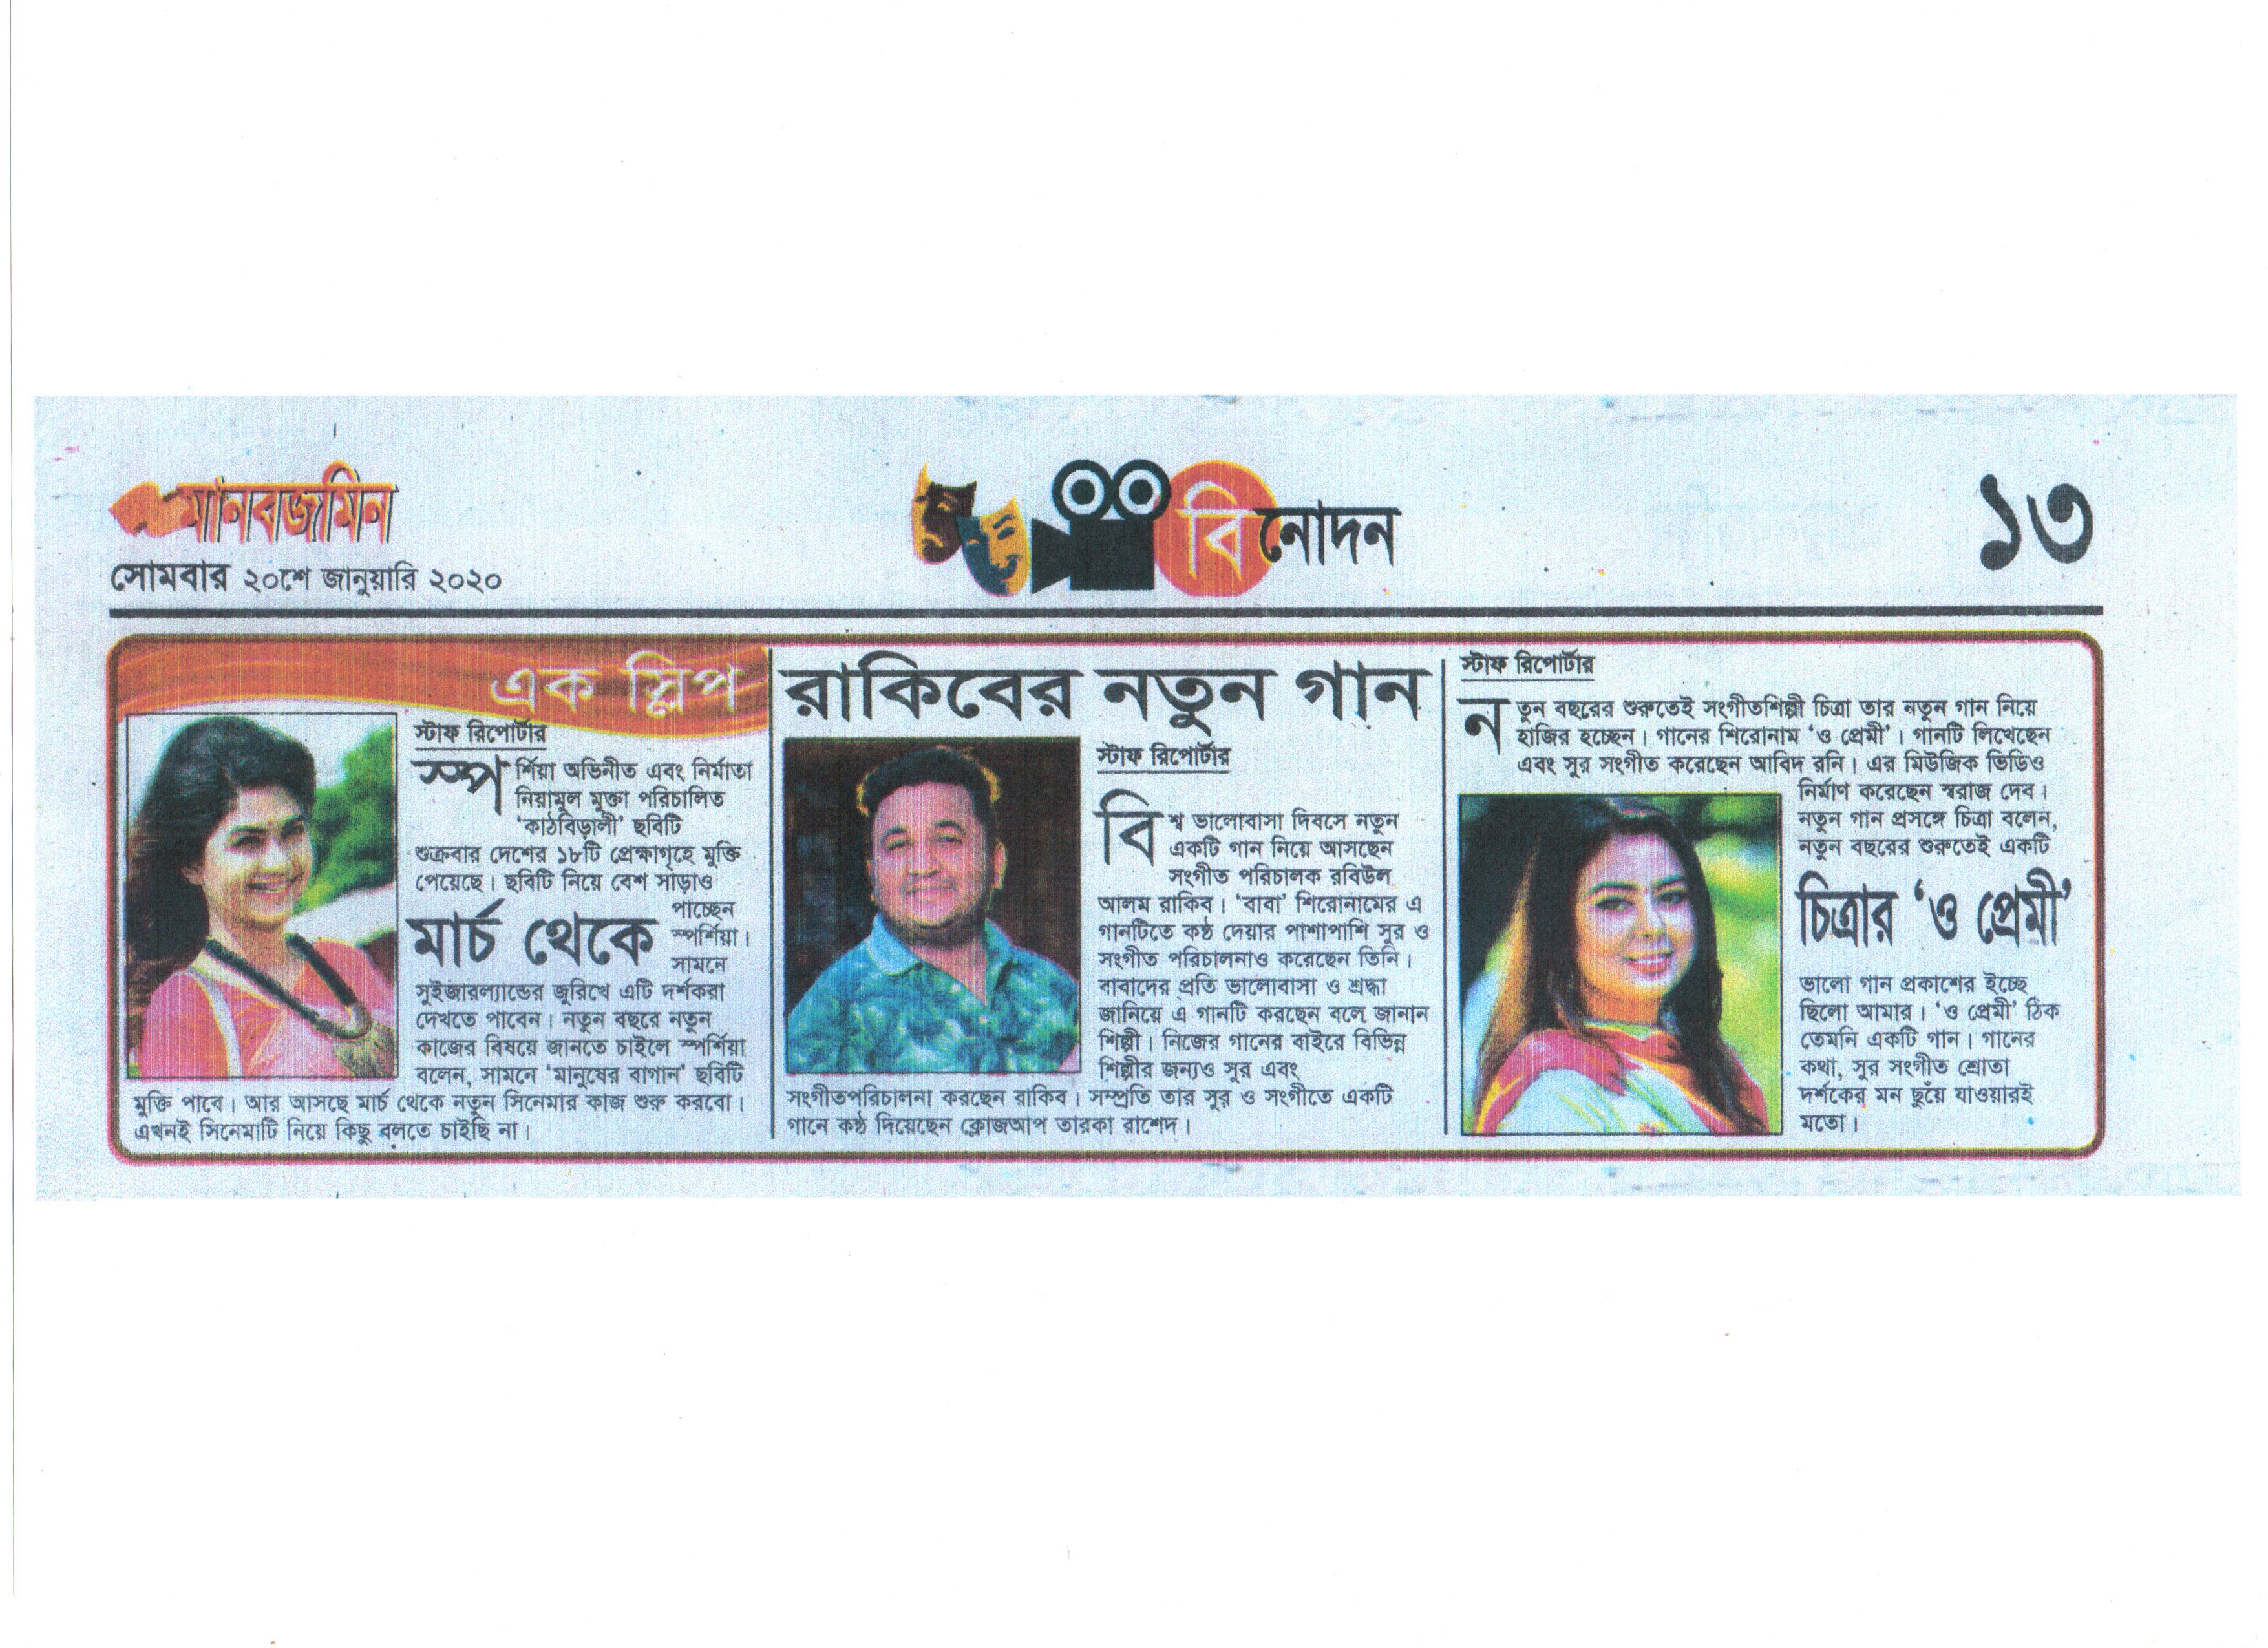 মানবজমিন
সোমবার ২০শে জানুয়ারি ২০২০
বিনোদন
১৩
এক স্লিপ
স্টাফ রিপোর্টার
স্পর্শিয়া অভিনীত এবং নির্মাতা
নিয়ামুল মুক্তা পরিচালিত
‘কাঠবিড়ালী’ ছবিটি
শুক্রবার দেশের ১৮টি প্রেক্ষাগৃহে মুক্তি
পেয়েছে। ছবিটি নিয়ে বেশ সাড়াও
মার্চ থেকে
পাচ্ছেন
স্পর্শিয়া।
সামনে
সুইজারল্যান্ডের জুরিখে এটি দর্শকরা
দেখতে পাবেন। নতুন বছরে নতুন
কাজের বিষয়ে জানতে চাইলে স্পর্শিয়া
বলেন, সামনে ‘মানুষের বাগান’ ছবিটি
মুক্তি পাবে। আর আসছে মার্চ থেকে নতুন সিনেমার কাজ শুরু করবো।
এখনই সিনেমাটি নিয়ে কিছু বলতে চাইছি না।
রাকিবের নতুন গান
স্টাফ রিপোর্টার
বিশ্ব ভালোবাসা দিবসে নতুন
একটি গান নিয়ে আসছেন
সংগীত পরিচালক রবিউল
আলম রাকিব। ‘বাবা’ শিরোনামের এ
গানটিতে কণ্ঠ দেয়ার পাশাপাশি সুর ও
সংগীত পরিচালনাও করেছেন তিনি।
বাবাদের প্রতি ভালোবাসা ও শ্রদ্ধা
জানিয়ে এ গানটি করছেন বলে জানান
শিল্পী। নিজের গানের বাইরে বিভিন্ন
শিল্পীর জন্যও সুর এবং
সংগীতপরিচালনা করছেন রাকিব। সম্প্রতি তার সুর ও সংগীতে একটি
গানে কণ্ঠ দিয়েছেন ক্লোজআপ তারকা রাশেদ।
স্টাফ রিপোর্টার
নতুন বছরের শুরুতেই সংগীতশিল্পী চিত্রা তার নতুন গান নিয়ে
হাজির হচ্ছেন। গানের শিরোনাম ‘ও প্রেমী’। গানটি লিখেছেন
এবং সুর সংগীত করেছেন আবিদ রনি। এর মিউজিক ভিডিও
নির্মাণ করেছেন স্বরাজ দেব।
নতুন গান প্রসঙ্গে চিত্রা বলেন,
নতুন বছরের শুরুতেই একটি
চিত্রার ‘ও প্রেমী’
ভালো গান প্রকাশের ইচ্ছে
ছিলো আমার। ‘ও প্রেমী’ ঠিক
তেমনি একটি গান। গানের
কথা, সুর সংগীত শ্রোতা
দর্শকের মন ছুঁয়ে যাওয়ারই
মতো।